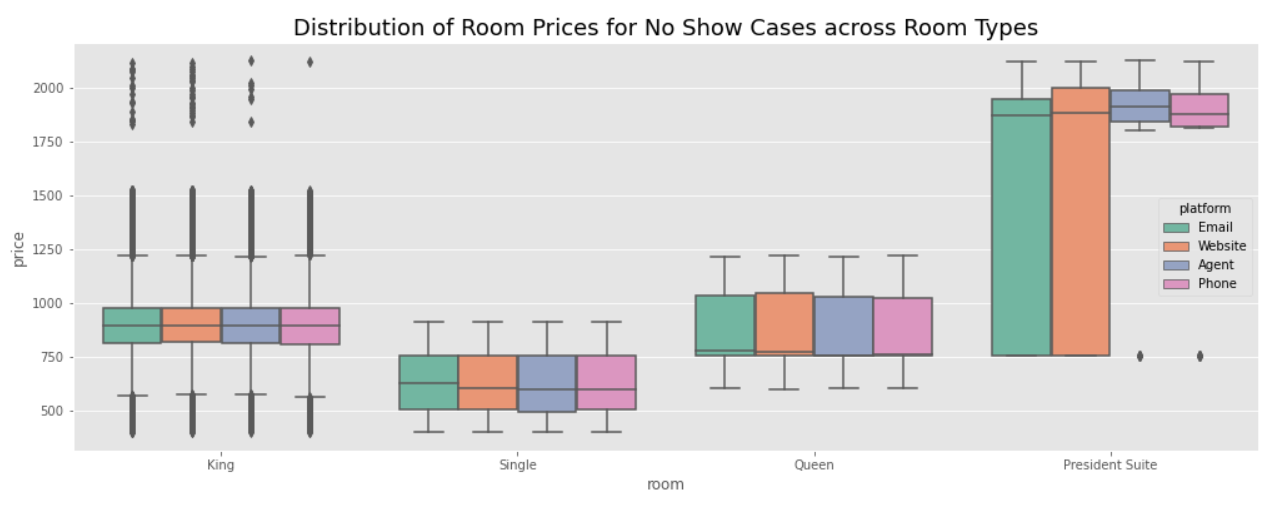 Distribution of Room Prices for No Show Cases across Room Types
price
2000
1750
1500
1250
1000
750
500
platform
Email
Website
Agent
Phone
King
Single
Queen
President Suite
room